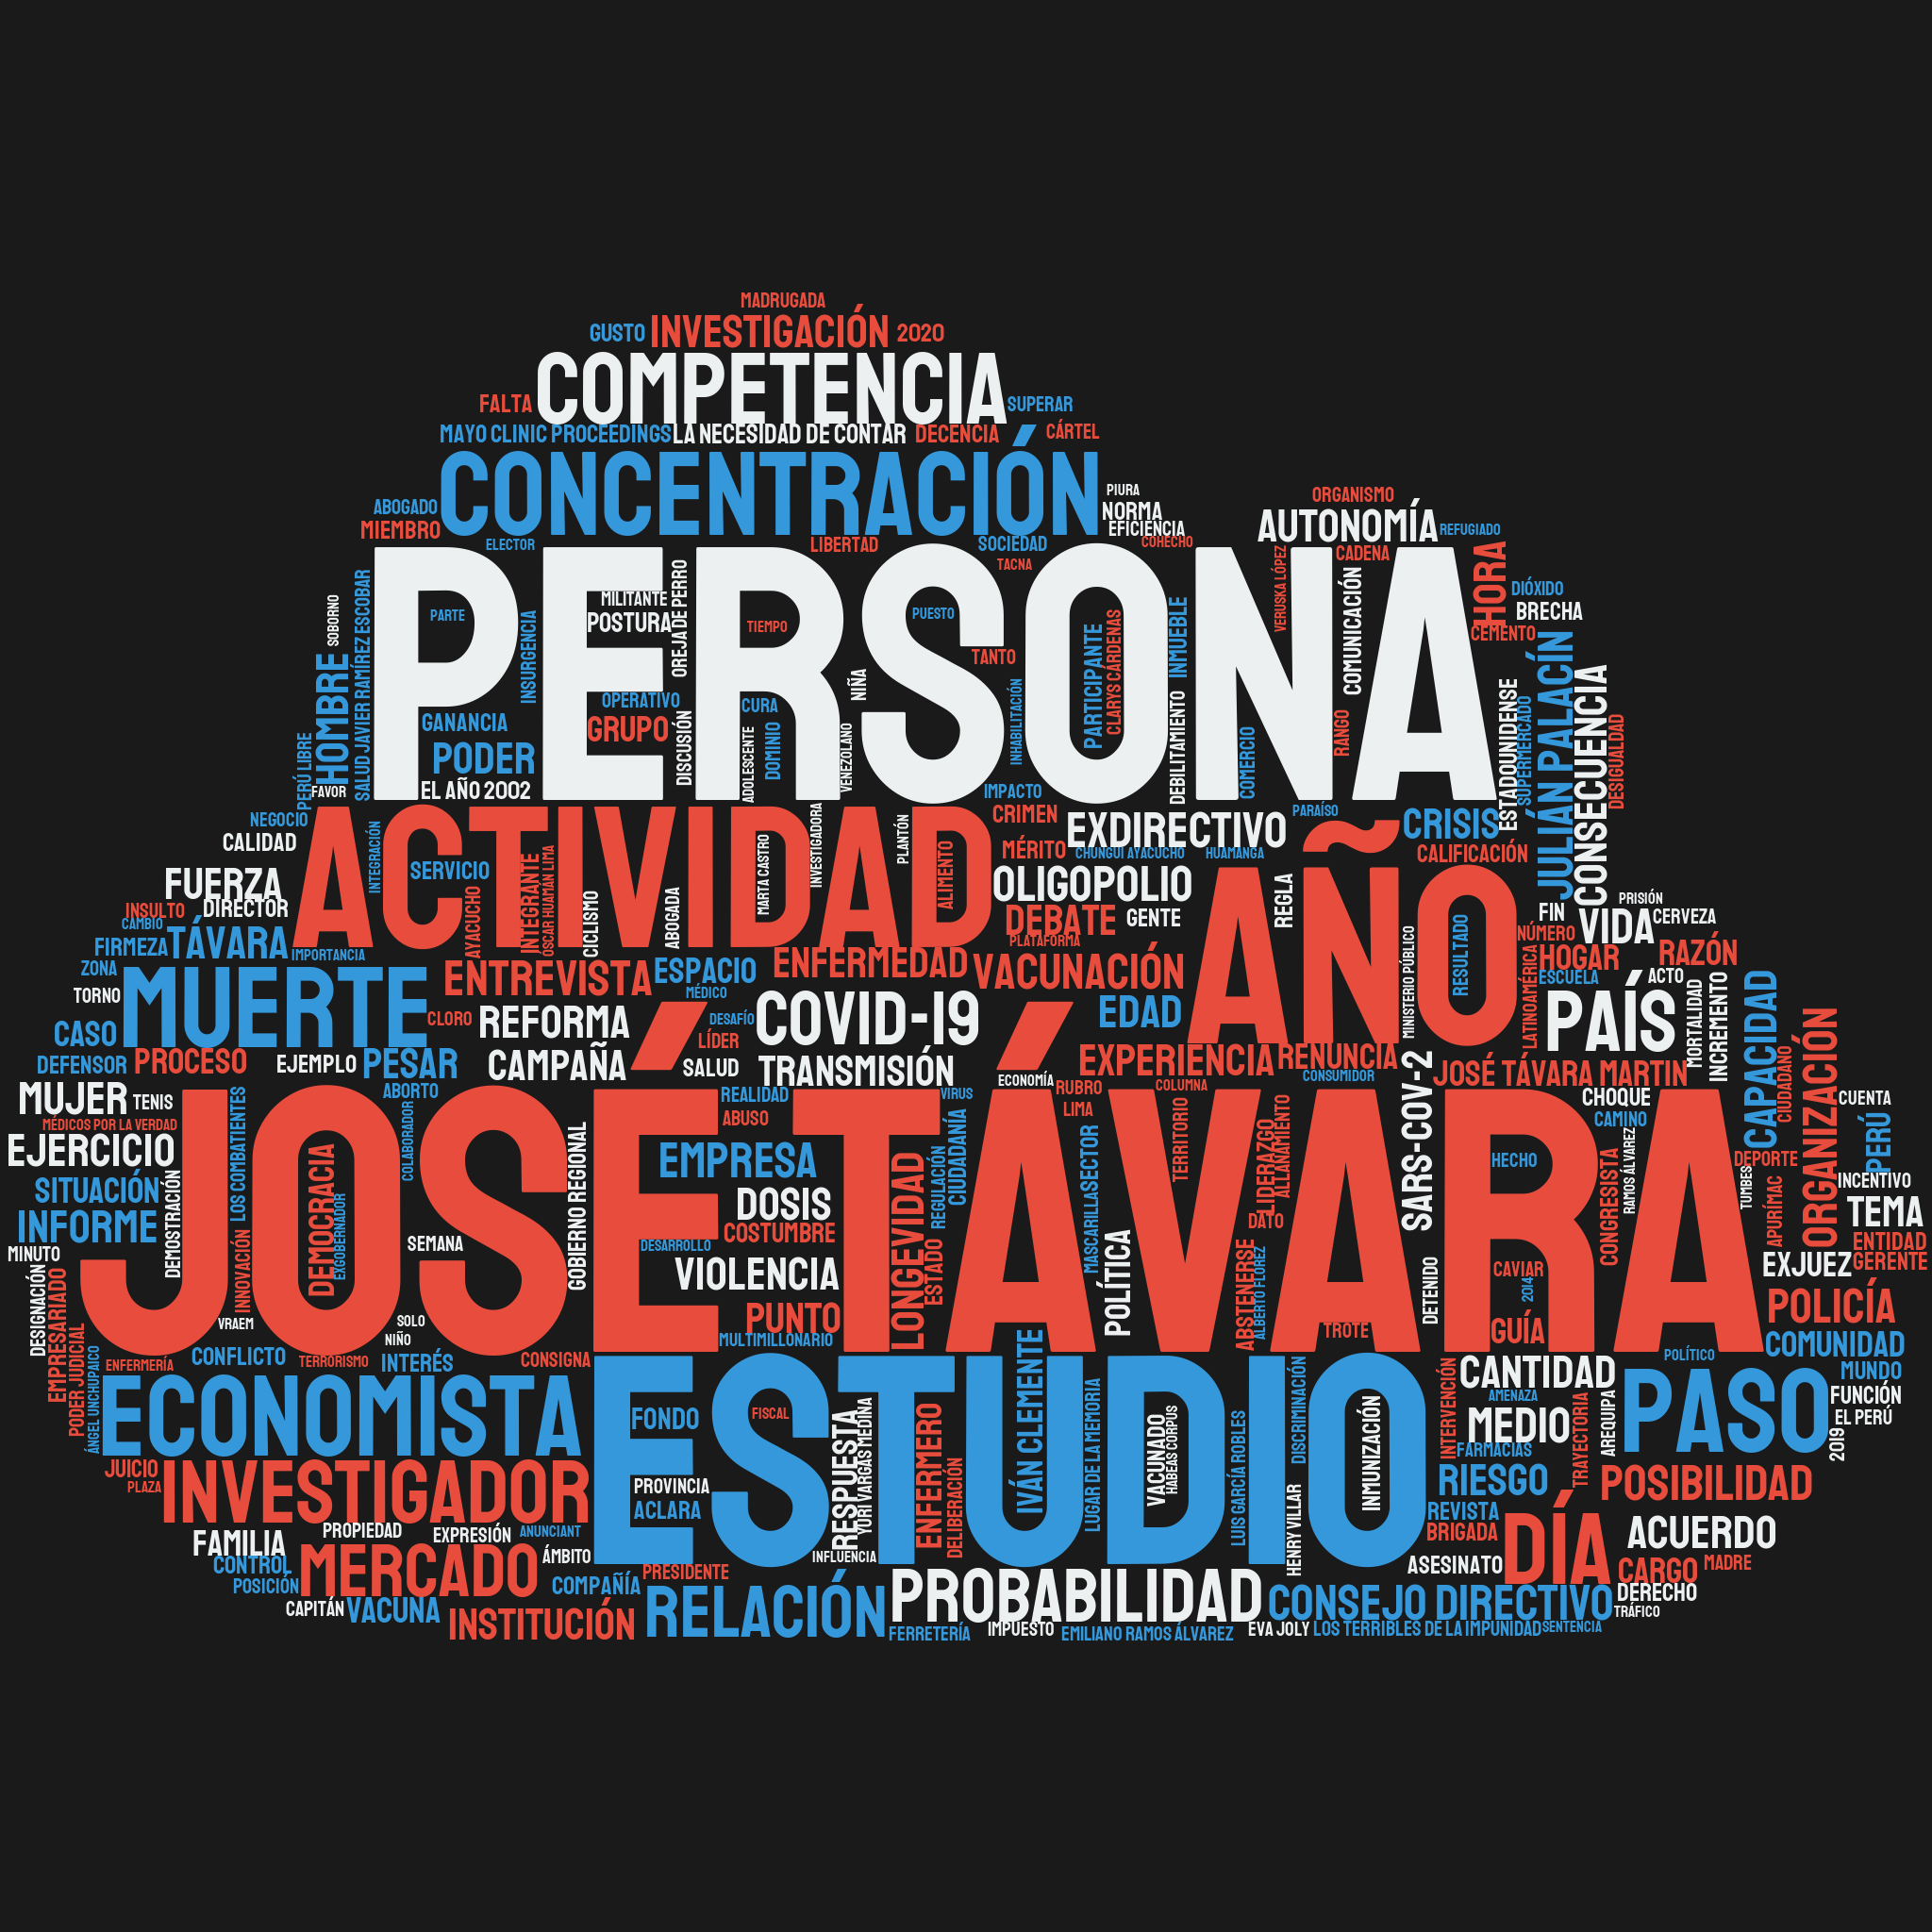 MADRUGADA
GUSTO INVESTIGACIÓN 2020
FALTA COMPETENCIA SUPERAR
MAYO CLINIC PROCEEDINGS LA NECESIDAD DE CONTAR DECENCIA CÁRTEL
CONCENTRACIÓN
PIURA
ABOGADO
NORMA
MIEMBRO
EFICIENCIA
ORGANISMO
AUTONOMÍA
REFUGIADO
ELECTOR
LIBERTAD
SOCIEDAD
COHECHO
TACNA
CADENA
HORA
VERUSKA LÓPEZ
COMUNICACIÓN
DIÓXIDO
BRECHA
CEMENTO
PERSONA
SOBORNO
HOMBRE
SALUD JAVIER RAMÍREZ ESCOBAR
PERÚ LIBRE
FAVOR
PARTE
INSURGENCIA
MILITANTE
POSTURA
OREJA DE PERRO
TIEMPO
PUESTO
TANTO
PARTICIPANTE
CLARYS CÁRDENAS
INMUEBLE
NIÑA
OPERATIVO
GRUPO
DISCUSIÓN
CURA
DOMINIO
ADOLESCENTE
VENEZOLANO
INHABILITACIÓN
DEBILITAMIENTO
COMERCIO
RANGO
GANANCIA
PODER
EL AÑO 2002
IMPACTO
ESTADOUNIDENSE
SUPERMERCADO
JULIÁN PALACÍN
CONSECUENCIA
DESIGUALDAD
NEGOCIO
CALIDAD
FUERZA
ACTIVIDAD
INTEGRACIÓN
SERVICIO
AYACUCHO
INTEGRANTE
OSCAR HUAMÁN LIMA
CICLISMO
ABOGADA
MARTA CASTRO
INVESTIGADORA
PLANTÓN
ALIMENTO
CRIMEN
MÉRITO
EXDIRECTIVO
PARAÍSO
CHUNGUI AYACUCHO
HUAMANGA
OLIGOPOLIO
DEBATE
GENTE
PLATAFORMA
REGLA
AÑO
CRISIS
CALIFICACIÓN
MINISTERIO PÚBLICO
RESULTADO
LATINOAMÉRICA
INSULTO DIRECTOR
CAMBIO
FIRMEZA TÁVARA IMPORTANCIA
ZONA
TORNO
MUERTE
CASO
CLORO
DEFENSOR PROCESO EJEMPLO PESAR
ENTREVISTA ESPACIO ENFERMEDAD VACUNACIÓN
MÉDICO
REFORMA
DESAFÍO
LÍDER
COVID-19
EDAD
CAMPAÑA SALUD TRANSMISIÓN
EXPERIENCIA RENUNCIA
ECONOMÍA
CONSUMIDOR
FIN
NÚMERO
VIDA
PRISIÓN
CERVEZA
HOGAR
RAZÓN
ESCUELA
ACTO
PAÍS
MORTALIDAD
INCREMENTO
CAPACIDAD
CIUDADANO
ORGANIZACIÓN
SARS-COV-2
JOSÉ TÁVARA MARTIN
MUJER TENIS
MÉDICOS POR LA VERDAD
EJERCICIO
SITUACIÓN
INFORME
MINUTO
DEMOSTRACIÓN
LOS COMBATIENTES
INNOVACIÓN
ABORTO
COLABORADOR
JOSÉ TÁVARA
DEMOCRACIA
EXGOBERNADOR
SEMANA
SOLO
NIÑO
VRAEM
GOBIERNO REGIONAL
REALIDAD
ABUSO
EMPRESA
DOSIS
COSTUMBRE
DESARROLLO
VIOLENCIA
PUNTO
MULTIMILLONARIO
LONGEVIDAD
VIRUS
CIUDADANÍA
REGULACIÓN
ESTADO
RUBRO
LIMA
COLUMNA
SECTOR
MASCARILLA
POLÍTICA
TERRITORIO
LIDERAZGO
ALLANAMIENTO
DATO
ABSTENERSE
ALBERTO FLOREZ
TROTE
DETENIDO
HECHO
CAVIAR
2014
GUÍA
CHOQUE
CAMINO
RAMOS ÁLVAREZ
CONGRESISTA
CUENTA
PERÚ
DEPORTE
TUMBES
APURÍMAC
INCENTIVO
TEMA
ENTIDAD
EXJUEZ GERENTE
POLICÍA
COMUNIDAD
POLÍTICO
MUNDO
DESIGNACIÓN
EMPRESARIADO
PODER JUDICIAL
ÁNGEL UNCHUPAICO
ENFERMERÍA
CONFLICTO
TERRORISMO
INTERÉS
CONSIGNA
ECONOMISTA
ESTUDIO
FONDO
FISCAL
PROVINCIA
ACLARA
RESPUESTA
YURI VARGAS MEDINA
ENFERMERO
DELIBERACIÓN
IVÁN CLEMENTE
LUGAR DE LA MEMORIA
VACUNADO
HABEAS CORPUS
LUIS GARCÍA ROBLES
DISCRIMINACIÓN
HENRY VILLAR
INMUNIZACIÓN
INTERVENCIÓN
CANTIDAD
AMENAZA
MEDIO
FARMACIAS
TRAYECTORIA
AREQUIPA
PASO
FUNCIÓN
EL PERÚ
2019
RIESGO POSIBILIDAD
JUICIO
PLAZA
INVESTIGADOR
REVISTA
BRIGADA
DÍA
ACUERDO
FAMILIA PROPIEDAD EXPRESIÓN ANUNCIANT
CONTROL
POSICIÓN
MERCADO
ÁMBITO
INFLUENCIA
COMPAÑÍA PRESIDENTE
ASESINATO
CARGO MADRE
CAPITÁN VACUNA INSTITUCIÓN RELACIÓN PROBABILIDAD CONSEJO DIRECTIVO DERECHO
TRÁFICO
FERRETERÍA IMPUESTO EMILIANO RAMOS ÁLVAREZ EVA JOLY LOS TERRIBLES DE LA IMPUNIDAD SENTENCIA